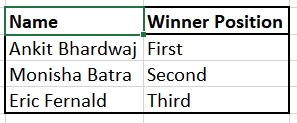 Name Winner Position
Ankit Bhardwaj First
Monisha Batra Second
Eric Fernald Third